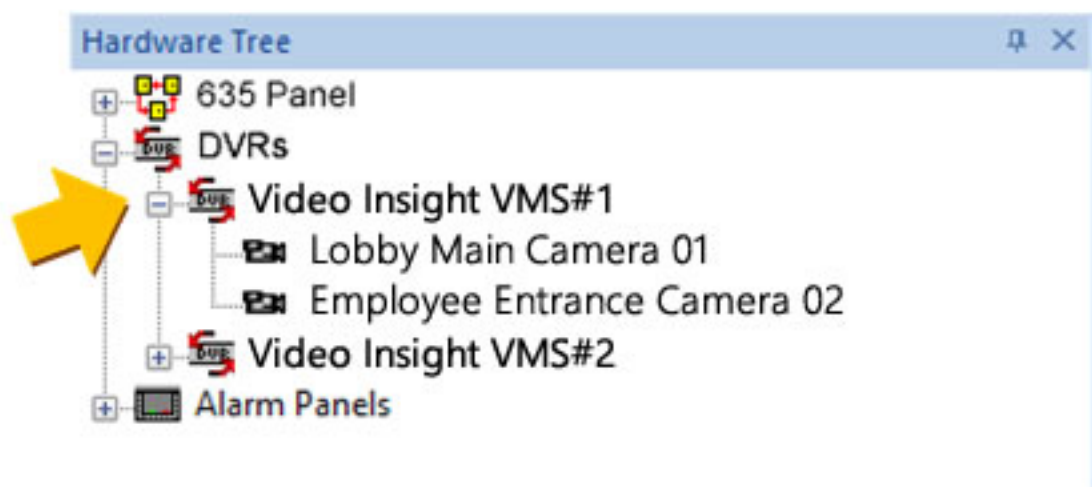 Hardware Tree
635 Panel
DVRs
Video Insight VMS#1
Lobby Main Camera 01
Employee Entrance Camera 02
Video Insight VMS#2
Alarm Panels